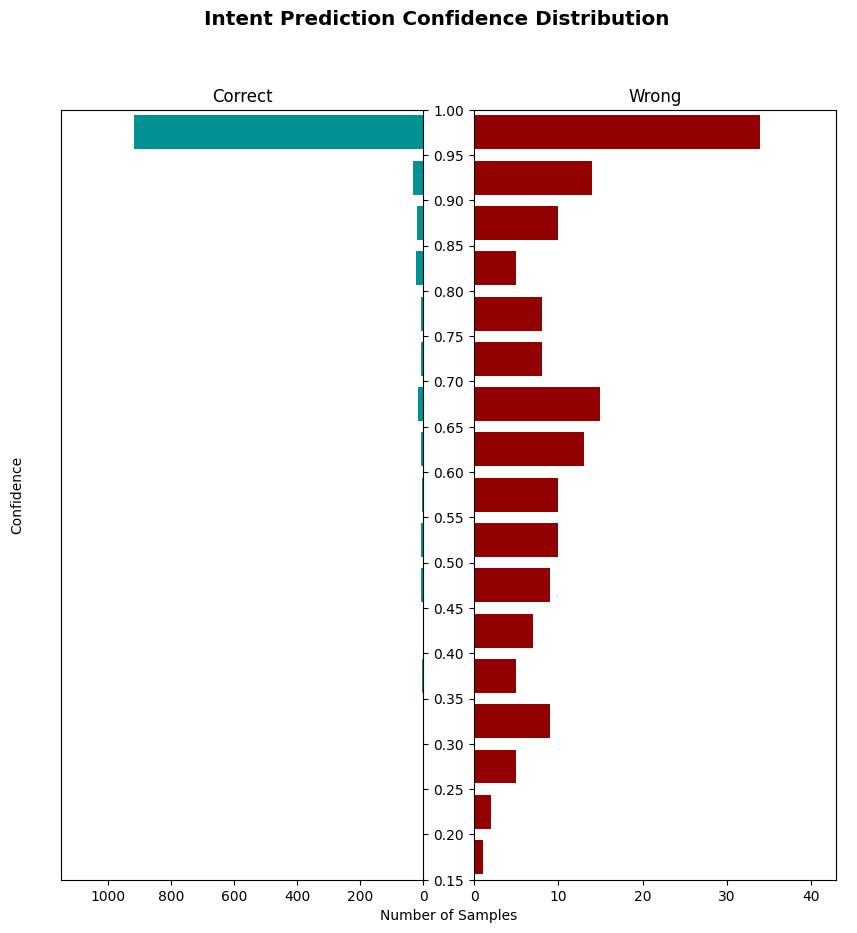 Intent Prediction Confidence Distribution
Correct
Wrong
1.00
0.95
0.90
0.85
0.80
0.75
0.70
0.65
0.60
0.55
0.50
0.45
0.40
0.35
0.30
0.25
0.20
0.15
Confidence
1000 800 600 400 200 0
0 10 20 30 40
Number of Samples